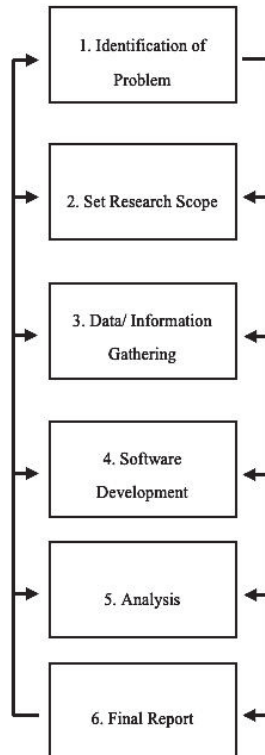 1. Identification of
Problem
2. Set Research Scope
3. Data/ Information
Gathering
4. Software
Development
5. Analysis
6. Final Report